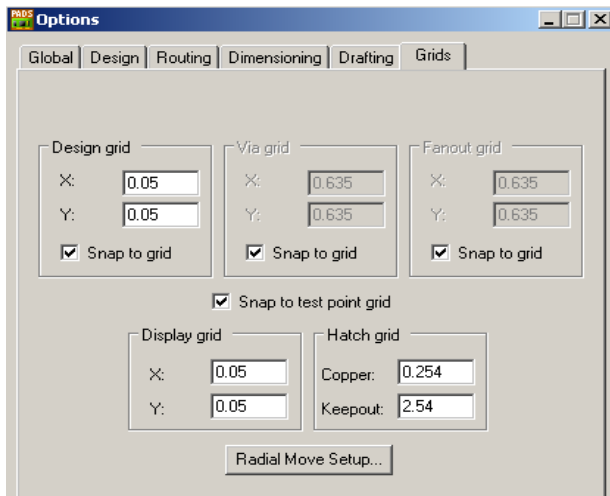 PADS Options
Global Design Routing Dimensioning Drafting Grids
Design grid Via grid Fanout grid
X: 0.05 X: 0.635 X: 0.635
Y: 0.05 Y: 0.635 Y: 0.635
Snap to grid Snap to grid Snap to grid
Snap to test point grid
Display grid Hatch grid
X: 0.05 Copper: 0.254
Y: 0.05 Keepout: 2.54
Radial Move Setup...